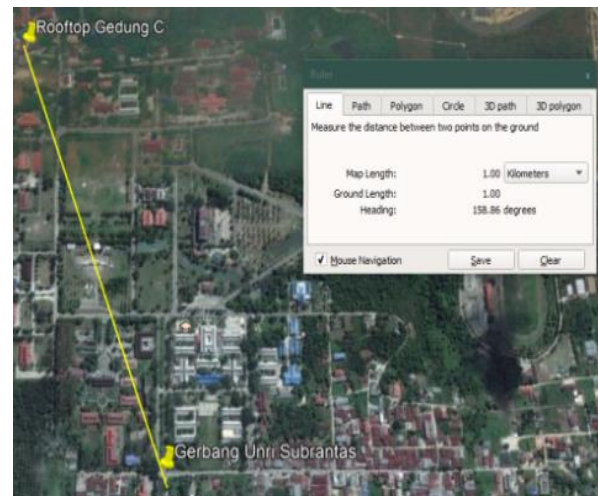 Rooftop Gedung C
Ruler
Line Path Polygon Circle 3D path 3D polygon
Measure the distance between two points on the ground
Map Length: 1.00 Kilometers
Ground Length: 1.00
Heading: 158.86 degrees
Mouse Navigation Save Clear
Gerbang Unri Subrantas